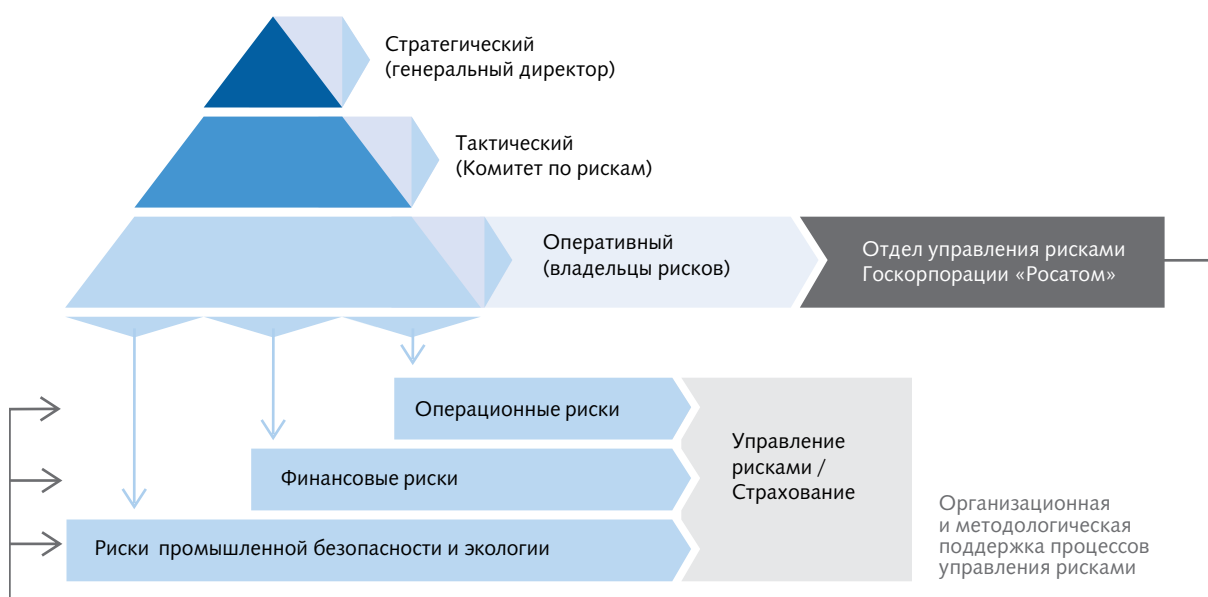 Стратегический
(генеральный директор)
Тактический
(Комитет по рискам)
Оперативный
(владельцы рисков)
Отдел управления рисками
Госкорпорации «Росатом»
Операционные риски
Финансовые риски
Риски промышленной безопасности и экологии
Управление
рисками /
Страхование
Организационная
и методологическая
поддержка процессов
управления рисками